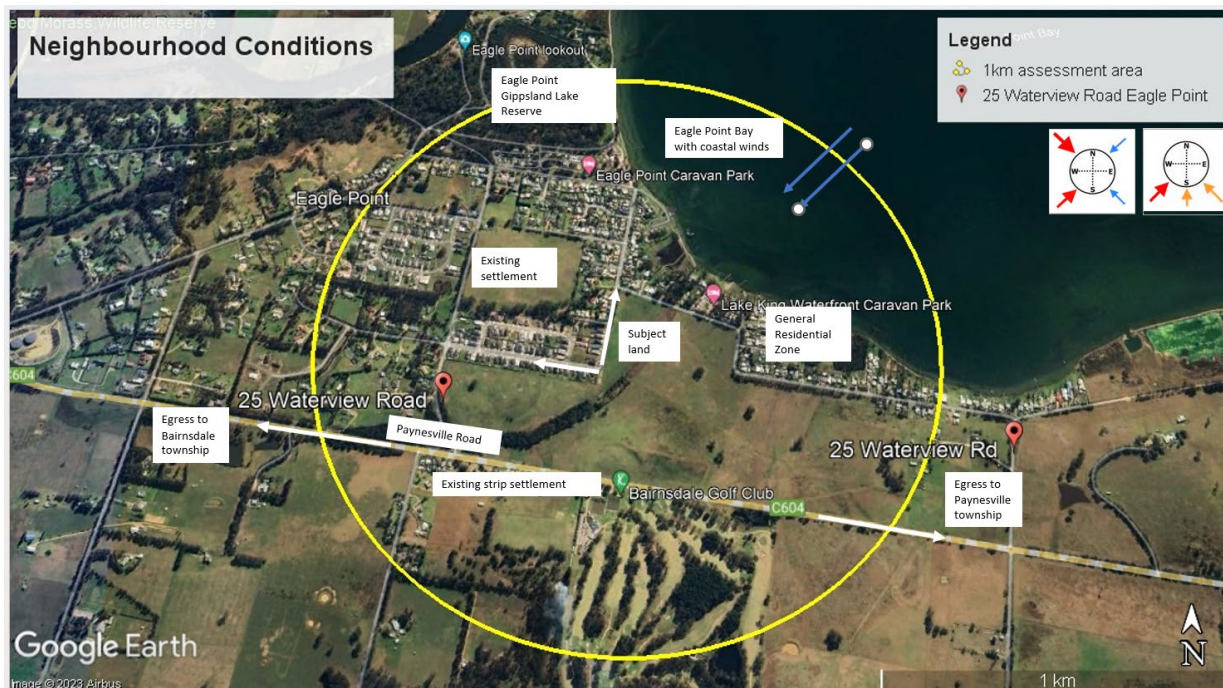 Neighbourhood Conditions
Eagle Point lookout
Legend
1km assessment area
25 Waterview Road Eagle Point
Eagle Point
Gippsland Lake
Reserve
Eagle Point Bay
with coastal winds
N
W
E
S
N
W
E
S
Eagle Point Caravan Park
Eagle Point
Existing
settlement
Lake King Waterfront Caravan Park
General
Residential
Zone
Subject
land
C604
25 Waterview Road
Egress to
Bairnsdale
township
Paynesville Road
25 Waterview Rd
Existing strip settlement
Bairnsdale Golf Club
C604
Egress to
Paynesville
township
Google Earth
Image © 2023 Airbus
N
1 km